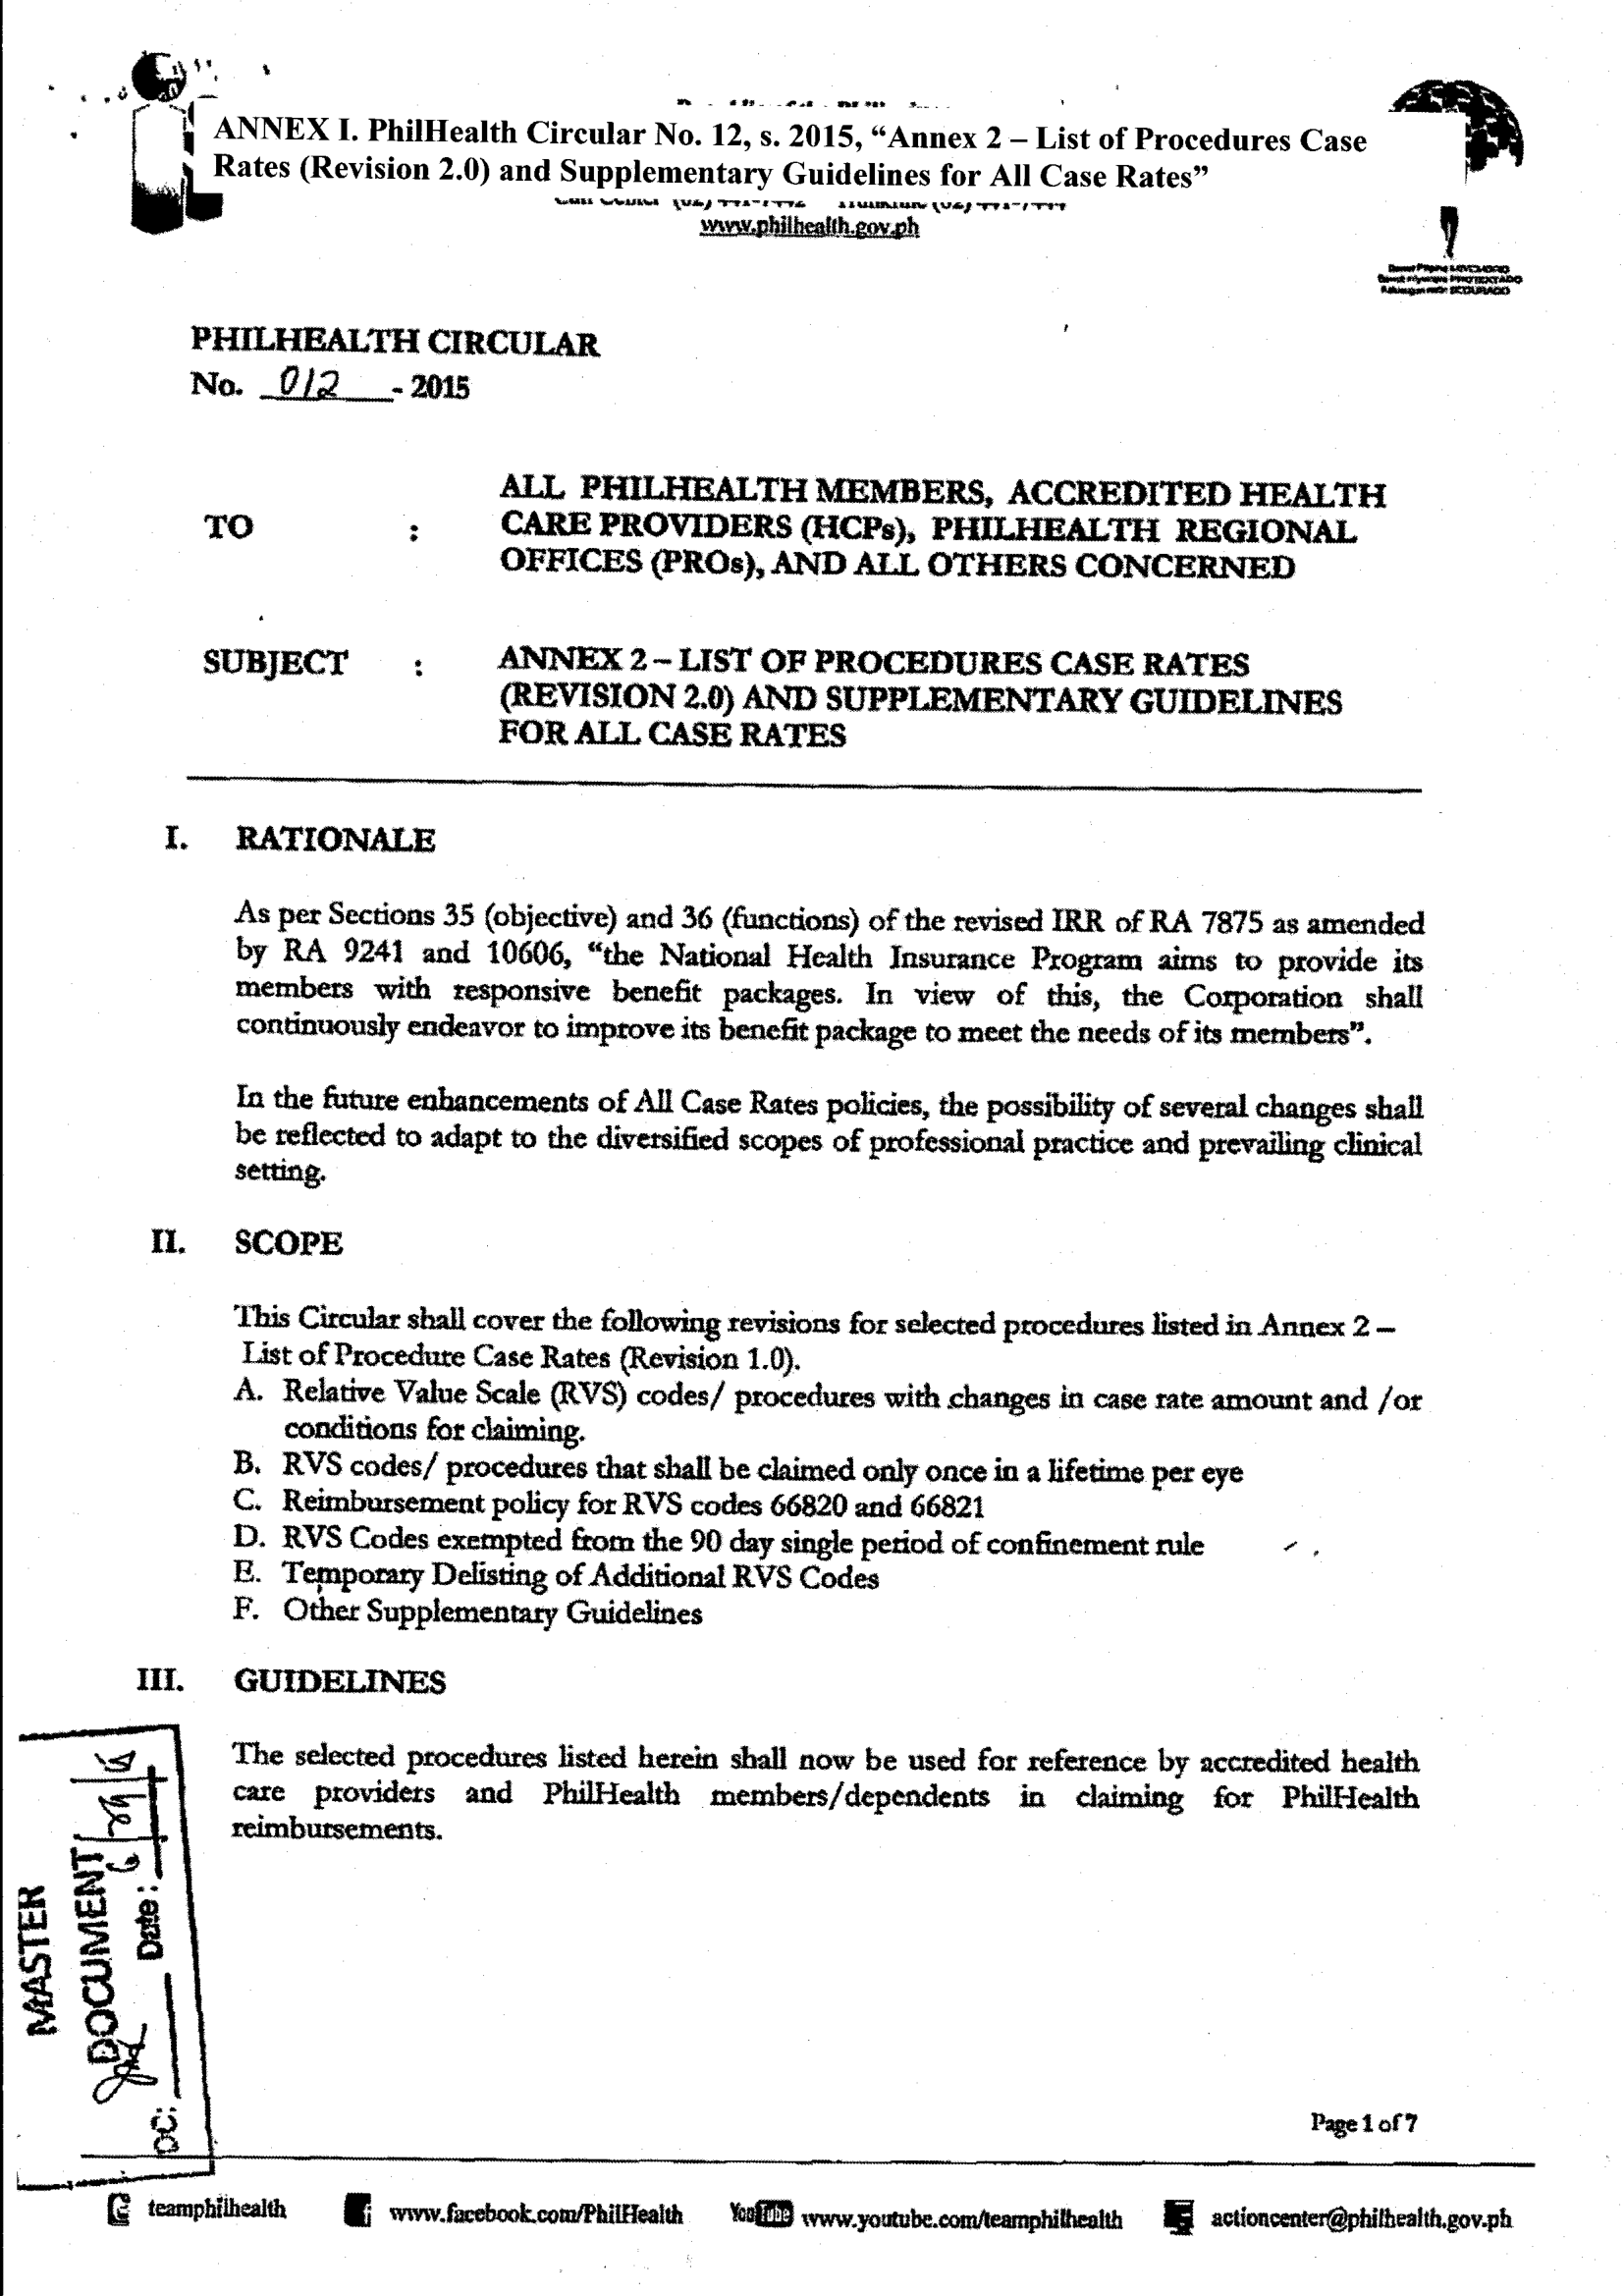 ANNEX I. PhilHealth Circular No. 12, s. 2015, “Annex 2 – List of Procedures Case
Rates (Revision 2.0) and Supplementary Guidelines for All Case Rates”
www.philhealth.gov.ph
PHILHEALTH CIRCULAR
No. 012 - 2015
TO : ALL PHILHEALTH MEMBERS, ACCREDITED HEALTH
CARE PROVIDERS (HCPs), PHILHEALTH REGIONAL
OFFICES (PROs), AND ALL OTHERS CONCERNED
SUBJECT : ANNEX 2 – LIST OF PROCEDURES CASE RATES
(REVISION 2.0) AND SUPPLEMENTARY GUIDELINES
FOR ALL CASE RATES
I. RATIONALE
As per Sections 35 (objective) and 36 (functions) of the revised IRR of RA 7875 as amended
by RA 9241 and 10606, “the National Health Insurance Program aims to provide its
members with responsive benefit packages. In view of this, the Corporation shall
continuously endeavor to improve its benefit package to meet the needs of its members”.
In the future enhancements of All Case Rates policies, the possibility of several changes shall
be reflected to adapt to the diversified scopes of professional practice and prevailing clinical
setting.
II. SCOPE
This Circular shall cover the following revisions for selected procedures listed in Annex 2 –
List of Procedure Case Rates (Revision 1.0).
A. Relative Value Scale (RVS) codes/ procedures with changes in case rate amount and /or
conditions for claiming.
B. RVS codes/ procedures that shall be claimed only once in a lifetime per eye
C. Reimbursement policy for RVS codes 66820 and 66821
D. RVS Codes exempted from the 90 day single period of confinement rule
E. Temporary Delisting of Additional RVS Codes
F. Other Supplementary Guidelines
III. GUIDELINES
The selected procedures listed herein shall now be used for reference by accredited health
care providers and PhilHealth members/dependents in claiming for PhilHealth
reimbursements.
MASTER
DOCUMENT
DC: Date:
Page 1 of 7
teamphilhealth www.facebook.com/PhilHealth YouTube www.youtube.com/teamphilhealth actioncenter@philhealth.gov.ph